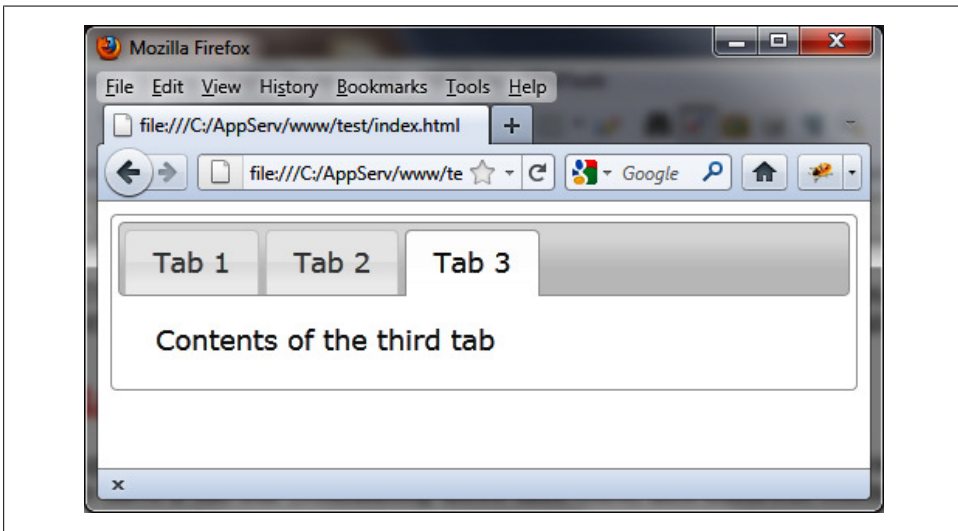 Mozilla Firefox
File Edit View History Bookmarks Tools Help
file:///C:/AppServ/www/test/index.html
file:///C:/AppServ/www/te
Google
Tab 1
Tab 2
Tab 3
Contents of the third tab